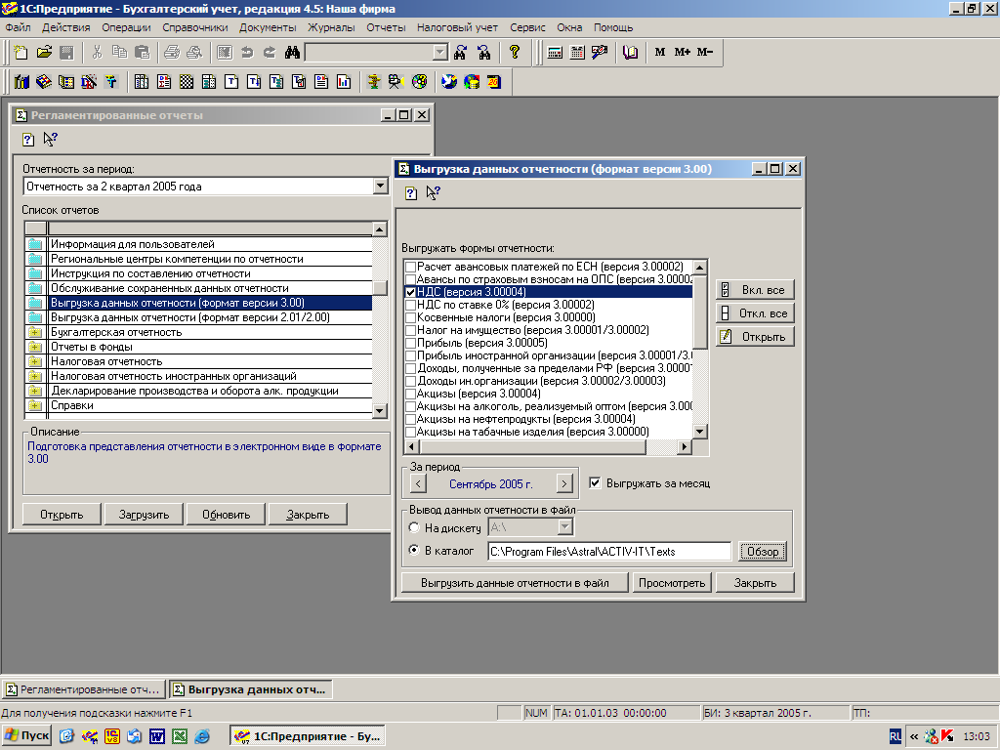 1С:Предприятие - Бухгалтерский учет, редакция 4.5: Наша фирма
Файл Действия Операции Справочники Документы Журналы Отчеты Налоговый учет Сервис Окна Помощь
M M+ M-
Регламентированные отчеты
Отчетность за период:
Отчетность за 2 квартал 2005 года
Список отчетов
Информация для пользователей
Региональные центры компетенции по отчетности
Инструкция по составлению отчетности
Обслуживание сохраненных данных отчетности
Выгрузка данных отчетности (формат версии 3.00)
Выгрузка данных отчетности (формат версии 2.01/2.00)
Бухгалтерская отчетность
Отчеты в фонды
Налоговая отчетность
Налоговая отчетность иностранных организаций
Декларирование производства и оборота алк. продукции
Справки
Описание
Подготовка представления отчетности в электронном виде в формате
3.00
Открыть Загрузить Обновить Закрыть
Выгрузка данных отчетности (формат версии 3.00)
Выгружать формы отчетности:
Расчет авансовых платежей по ЕСН (версия 3.00002)
Авансы по страховым взносам на ОПС (версия 3.00002
НДС (версия 3.00004)
НДС по ставке 0% (версия 3.00002)
Косвенные налоги (версия 3.00000)
Налог на имущество (версия 3.00001/3.00002)
Прибыль (версия 3.00005)
Прибыль иностранной организации (версия 3.00001/3.0
Доходы, полученные за пределами РФ (версия 3.00001
Доходы ин.организации (версия 3.00002/3.00003)
Акцизы (версия 3.00004)
Акцизы на алкоголь, реализуемый оптом (версия 3.000
Акцизы на нефтепродукты (версия 3.00004)
Акцизы на табачные изделия (версия 3.00000)
Вкл. все
Откл. все
Открыть
За период
< Сентябрь 2005 г. >
Выгружать за месяц
Вывод данных отчетности в файл
На дискету A:\
В каталог C:\Program Files\Astral\ACTIV-IT\Texts Обзор
Выгрузить данные отчетности в файл Просмотреть Закрыть
Регламентированные отч... Выгрузка данных отч...
Для получения подсказки нажмите F1 NUM ТА: 01.01.03 00:00:00 БИ: 3 квартал 2005 г. ТП:
Пуск 1С:Предприятие - Бу... RL « 13:03